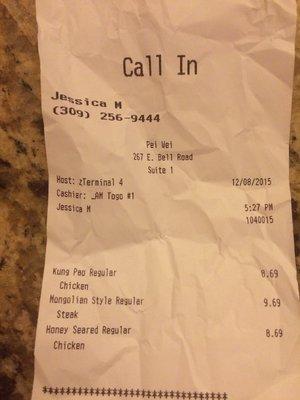 Call In
Jessica M
(309) 256-9444
Pei Wei
267 E. Bell Road
Suite 1
Host: zTerminal 4 12/08/2015
Cashier: _AM Togo #1
Jessica M 5:27 PM
1040015
Kung Pao Regular 8.69
Chicken
Mongolian Style Regular 9.69
Steak
Honey Seared Regular 8.69
Chicken